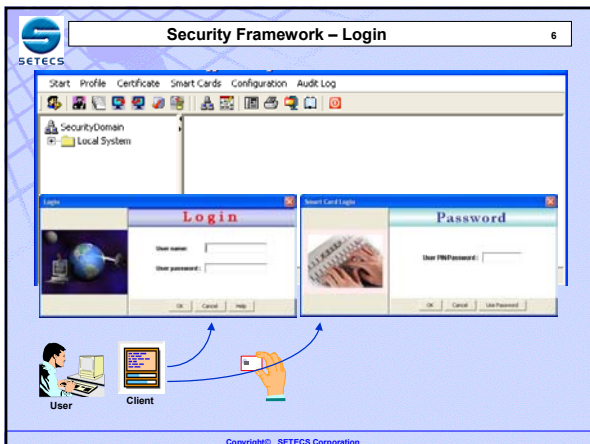 Security Framework – Login
6
SETECS
Start Profile Certificate Smart Cards Configuration Audit Log
SecurityDomain
Local System
Login
Login
User name:
User password:
OK Cancel Help
Smart Card Login
Password
User PIN/Password:
OK Cancel Use Password
User
Client
Copyright© SETECS Corporation